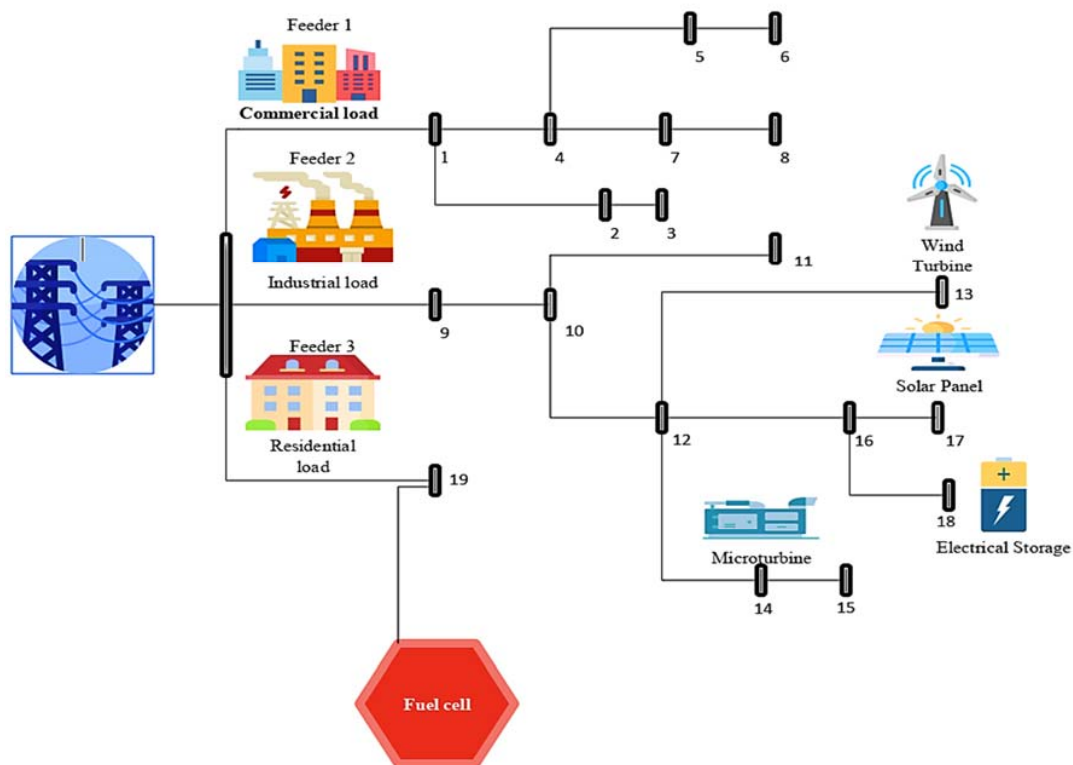 Feeder 1
Commercial load
5
6
1
4
7
8
Feeder 2
Industrial load
2
3
Wind
Turbine
11
13
9
10
Feeder 3
Solar Panel
Residential
load
12
16
17
19
18
Electrical Storage
Microturbine
14
15
Fuel cell